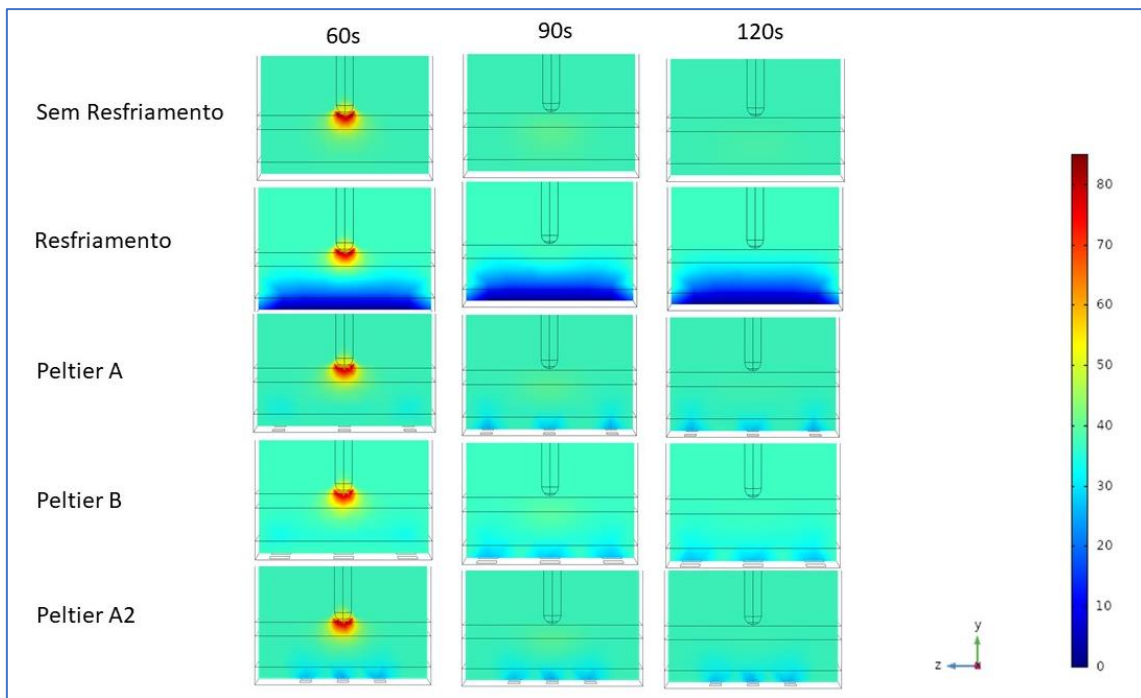 60s 90s 120s
Sem Resfriamento
Resfriamento
Peltier A
Peltier B
Peltier A2
80
70
60
50
40
30
20
10
0
y
z